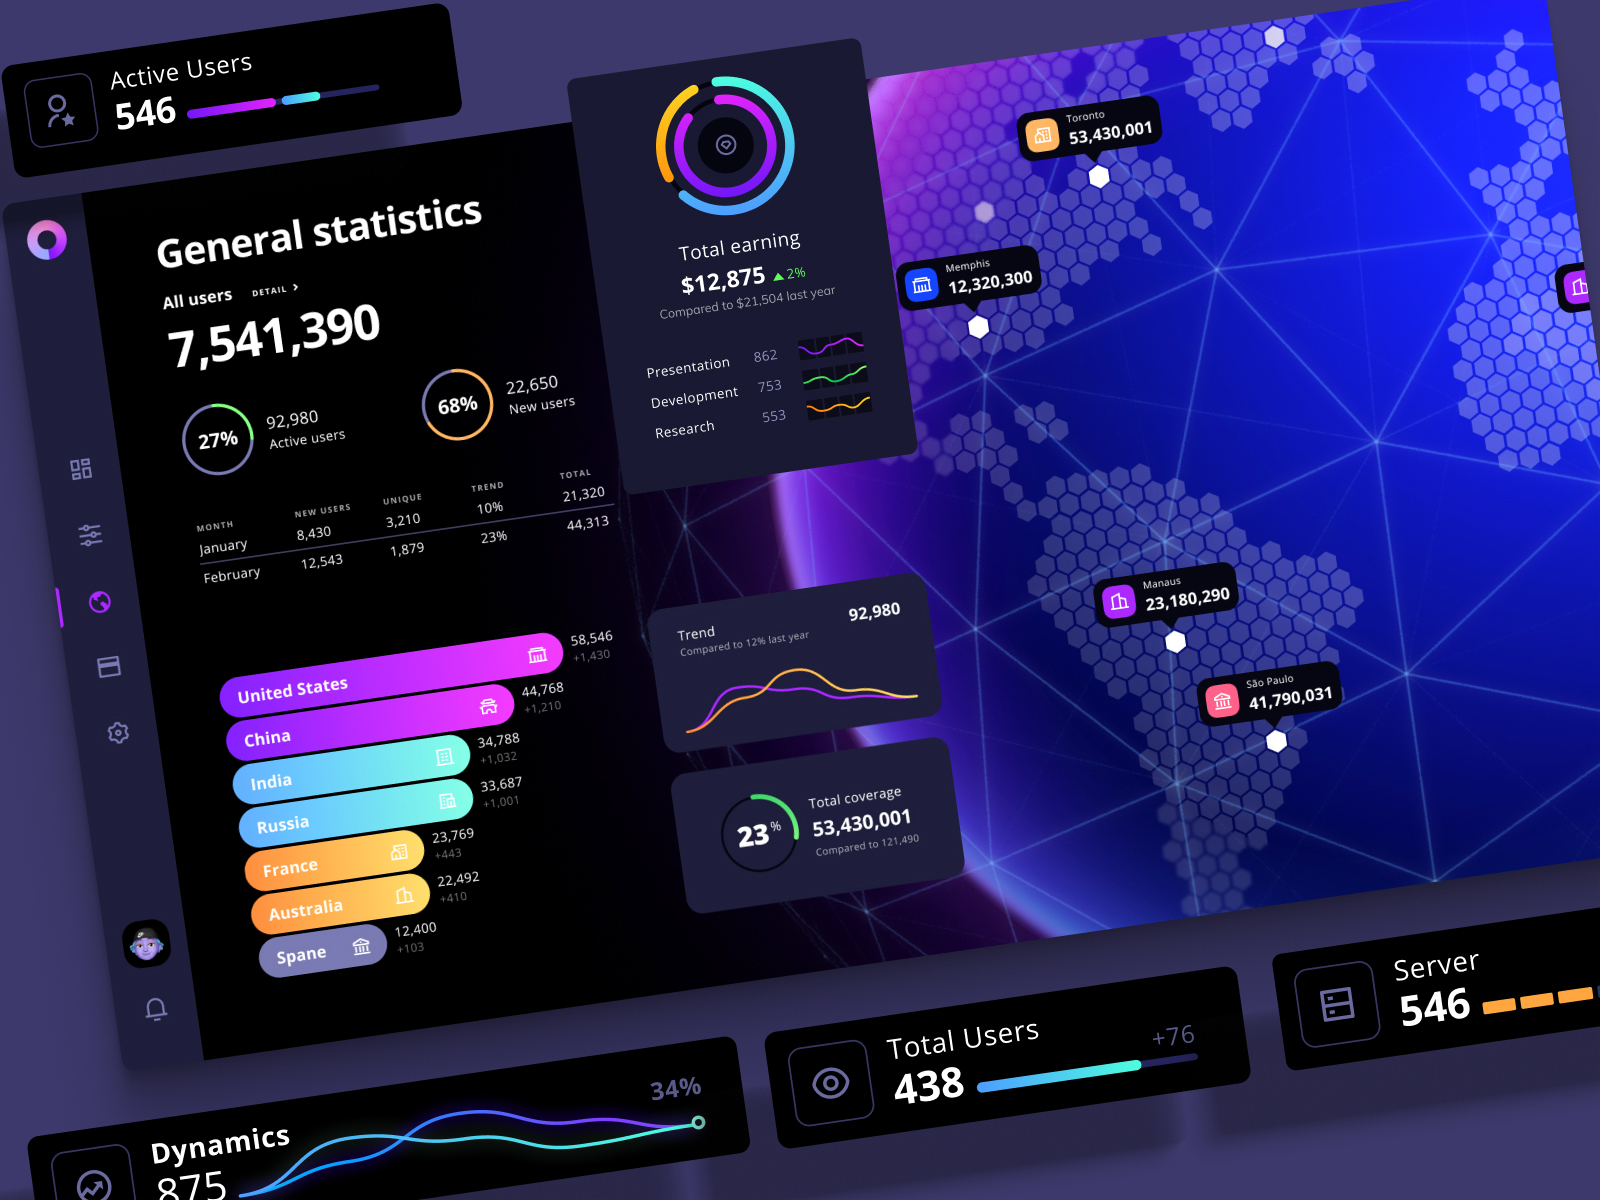 Active Users
546
General statistics
All users DETAIL
7,541,390
27%
92,980
Active users
68%
22,650
New users
MONTH NEW USERS UNIQUE TREND TOTAL
January 8,430 3,210 10% 21,320
February 12,543 1,879 23% 44,313
United States 58,546
+1,430
China 44,768
+1,210
India 34,788
+1,032
Russia 33,687
+1,001
France 23,769
+443
Australia 22,492
+410
Spane 12,400
+103
Total earning
$12,875 2%
Compared to $21,504 last year
Presentation 862
Development 753
Research 553
Trend 92,980
Compared to 12% last year
23%
Total coverage
53,430,001
Compared to 121,490
Toronto
53,430,001
Memphis
12,320,300
Manaus
23,180,290
São Paulo
41,790,031
Dynamics 34%
875
Total Users +76
438
Server
546